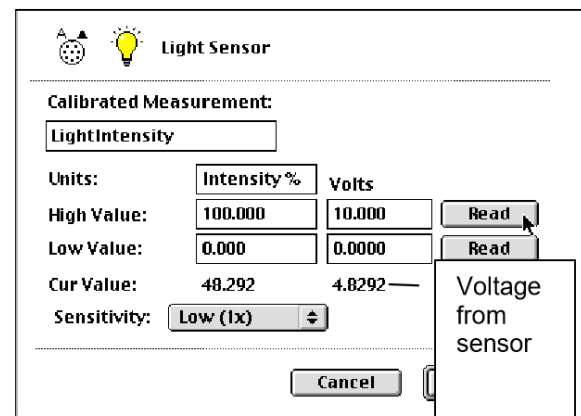 A
Light Sensor
Calibrated Measurement:
LightIntensity
Units: Intensity % Volts
High Value: 100.000 10.000 Read
Low Value: 0.000 0.0000 Read
Cur Value: 48.292 4.8292
Sensitivity: Low (1x)
Voltage
from
sensor
Cancel